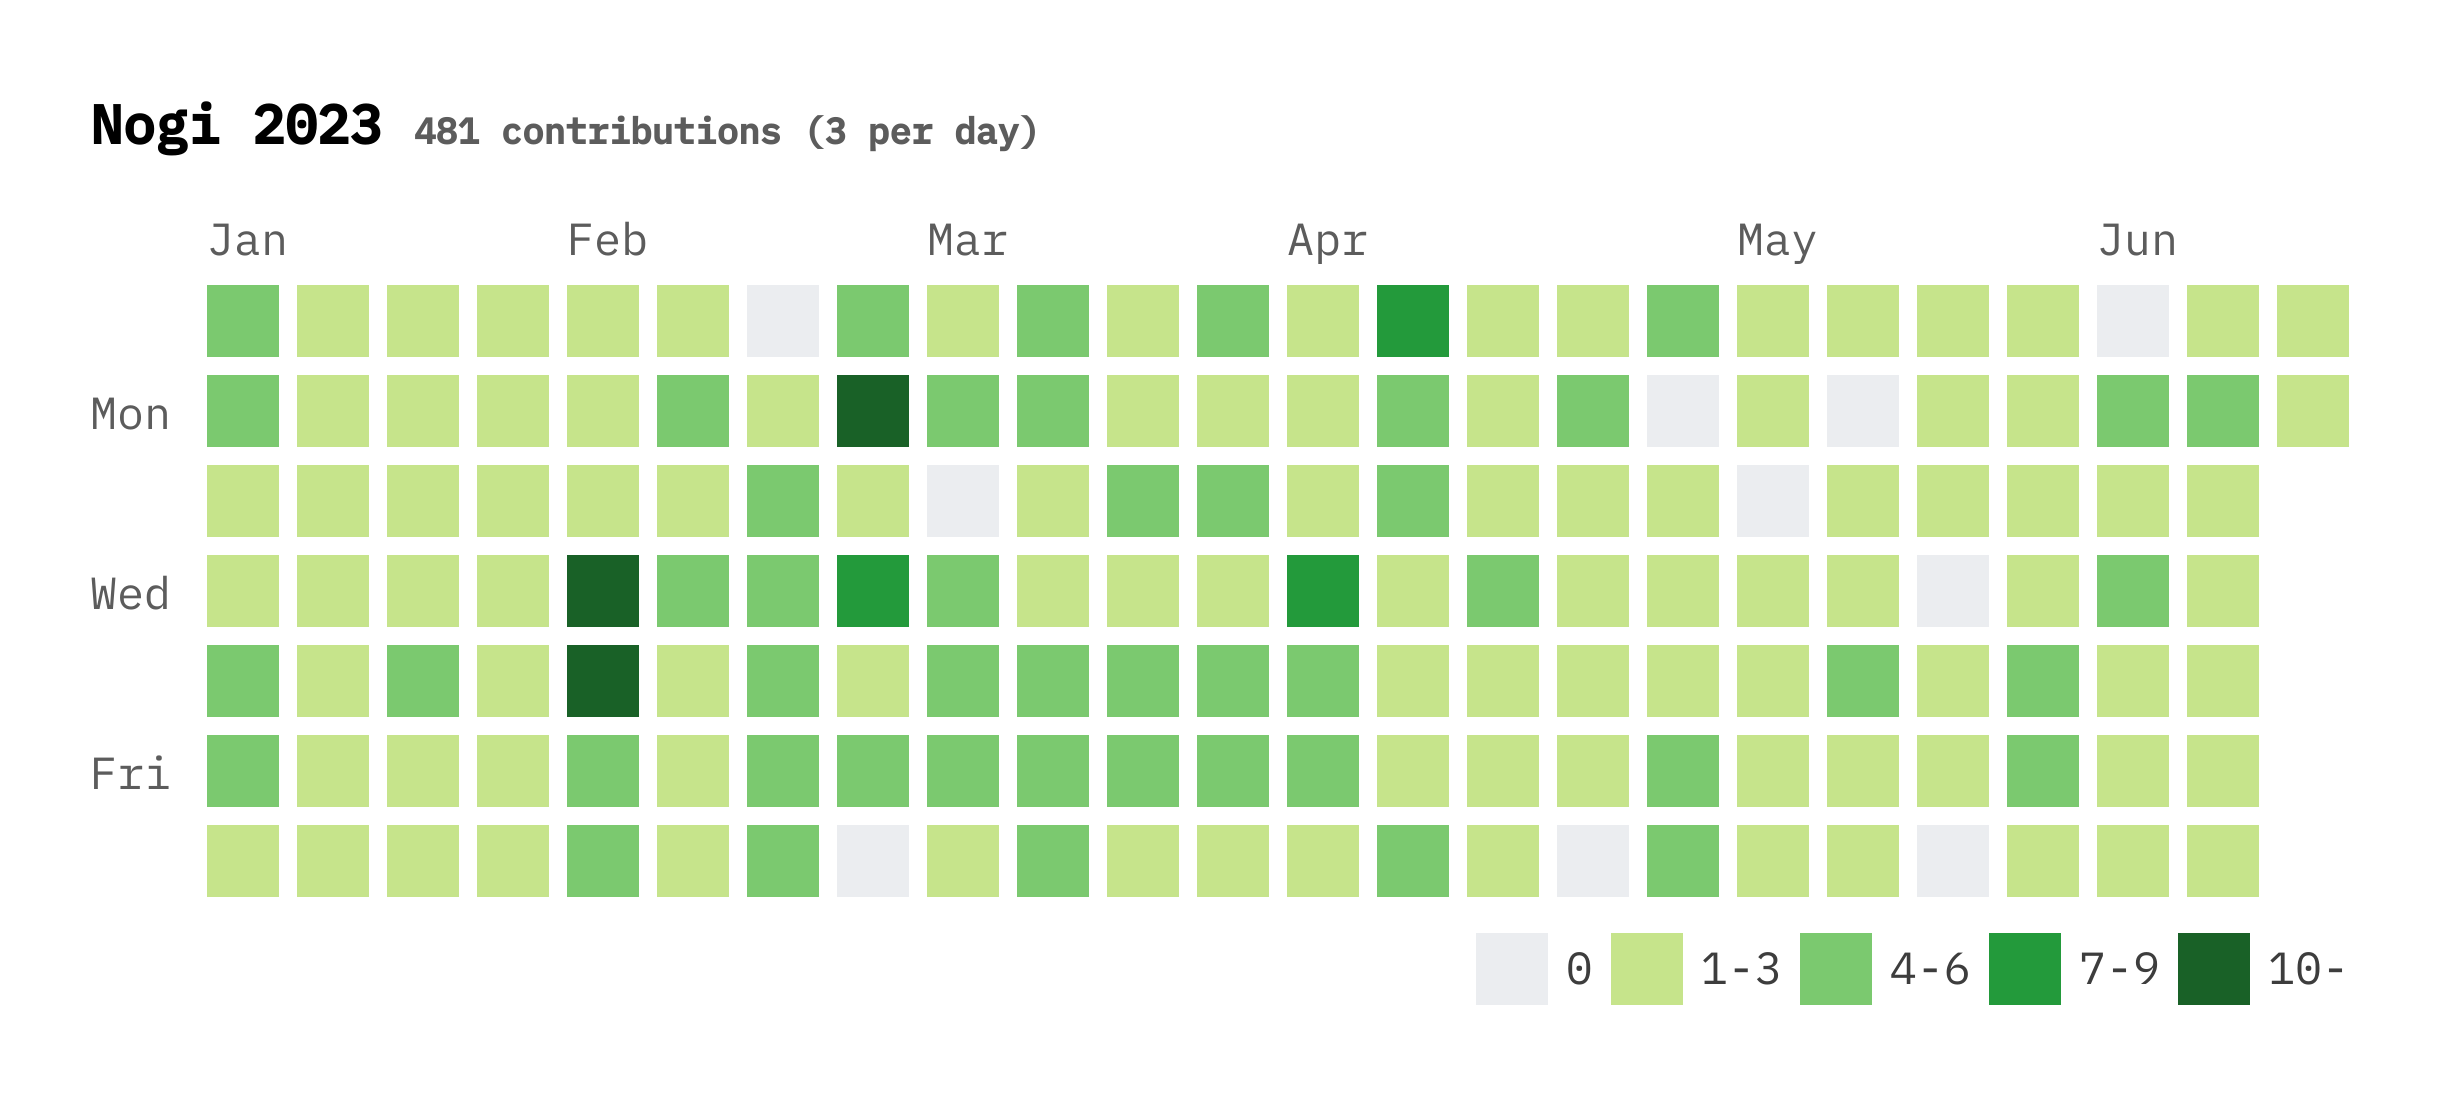 Nogi 2023 481 contributions (3 per day)
Jan Feb Mar Apr May Jun
Mon
Wed
Fri
0 1-3 4-6 7-9 10-